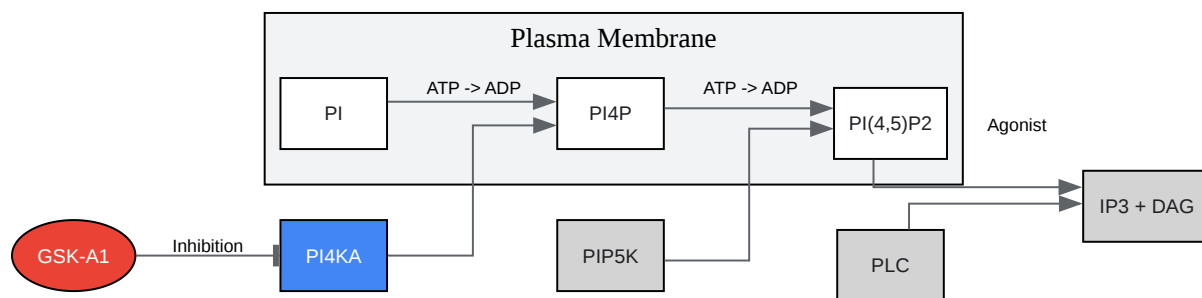 Plasma Membrane
ATP -> ADP
ATP -> ADP
PI
PI4P
PI(4,5)P2
Agonist
IP3 + DAG
GSK-A1
Inhibition
PI4KA
PIP5K
PLC